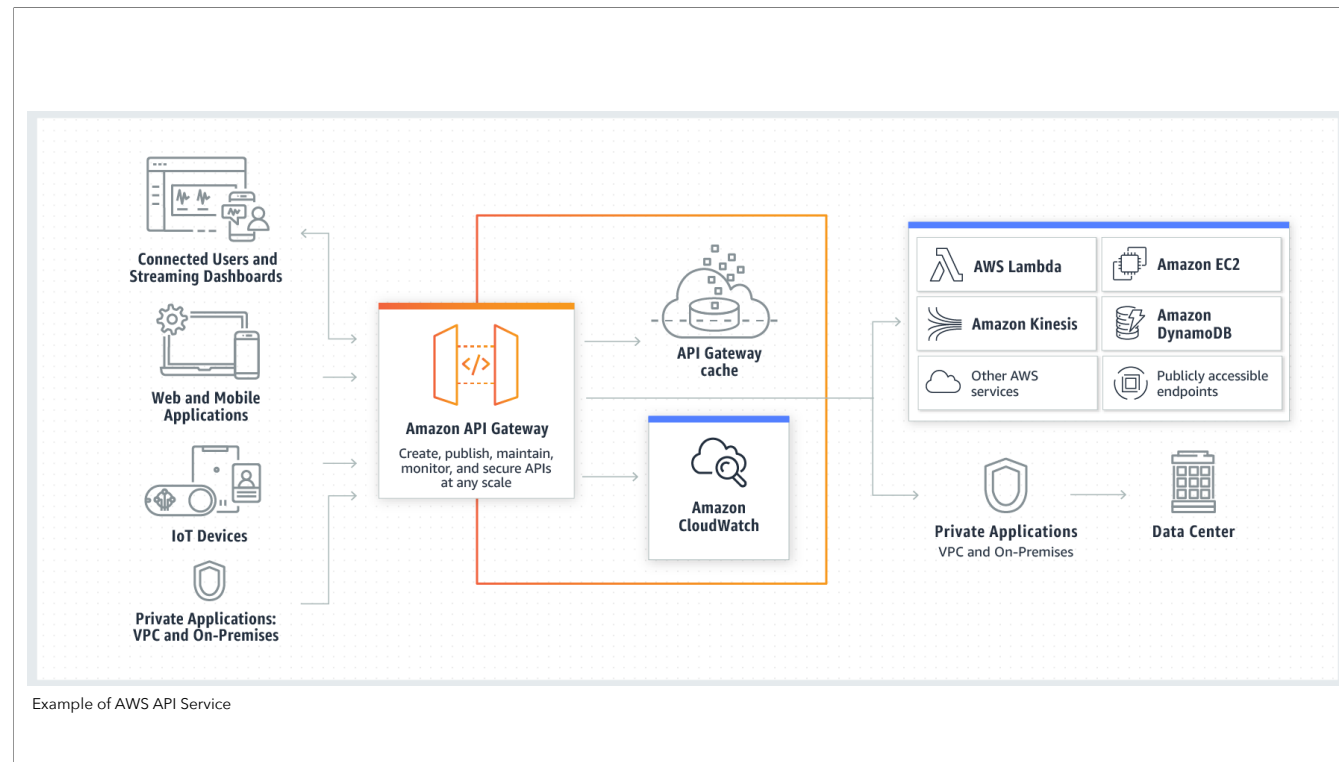 Connected Users and
Streaming Dashboards
Web and Mobile
Applications
IoT Devices
Private Applications:
VPC and On-Premises
</>
Amazon API Gateway
Create, publish, maintain,
monitor, and secure APIs
at any scale
API Gateway
cache
Amazon
CloudWatch
AWS Lambda
Amazon EC2
Amazon Kinesis
Amazon
DynamoDB
Other AWS
services
Publicly accessible
endpoints
Private Applications
VPC and On-Premises
Data Center
Example of AWS API Service